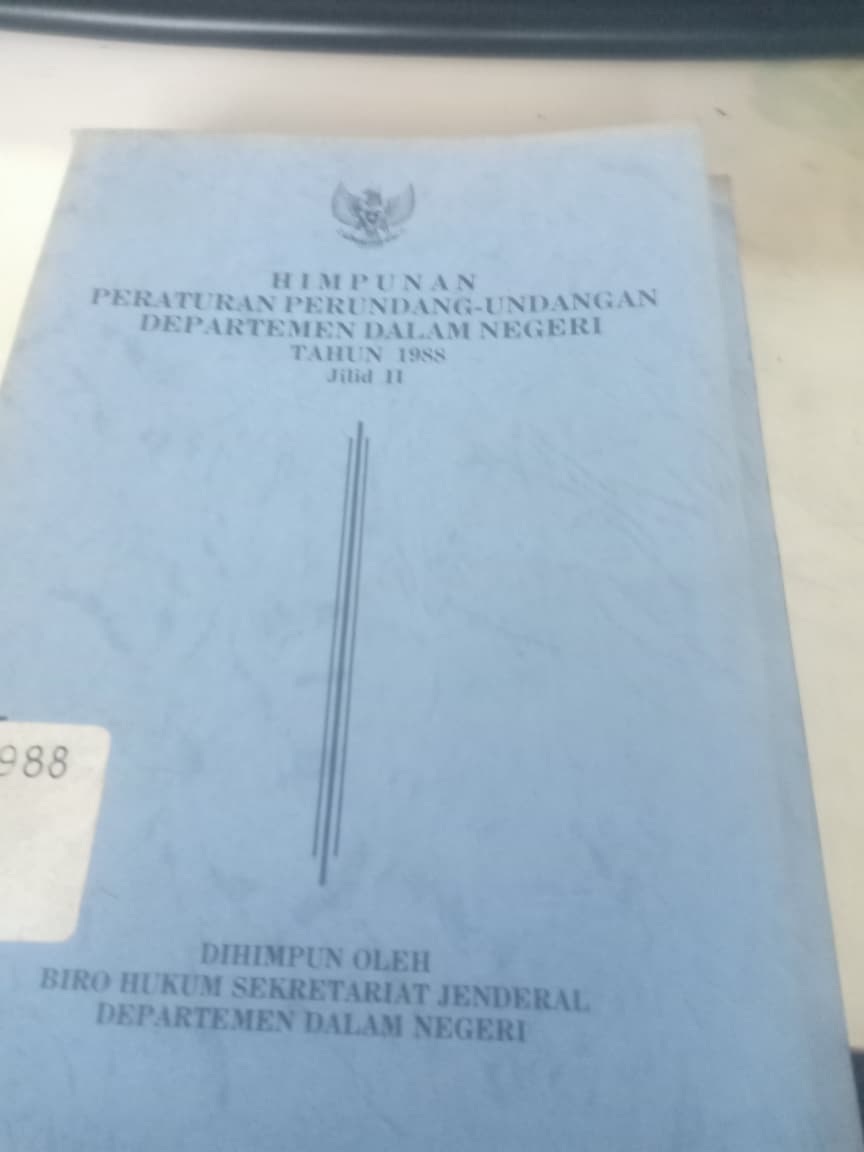 HIMPUNAN
PERATURAN PERUNDANG-UNDANGAN
DEPARTEMEN DALAM NEGERI
TAHUN 1988
Jilid II
988
DIHIMPUN OLEH
BIRO HUKUM SEKRETARIAT JENDERAL
DEPARTEMEN DALAM NEGERI